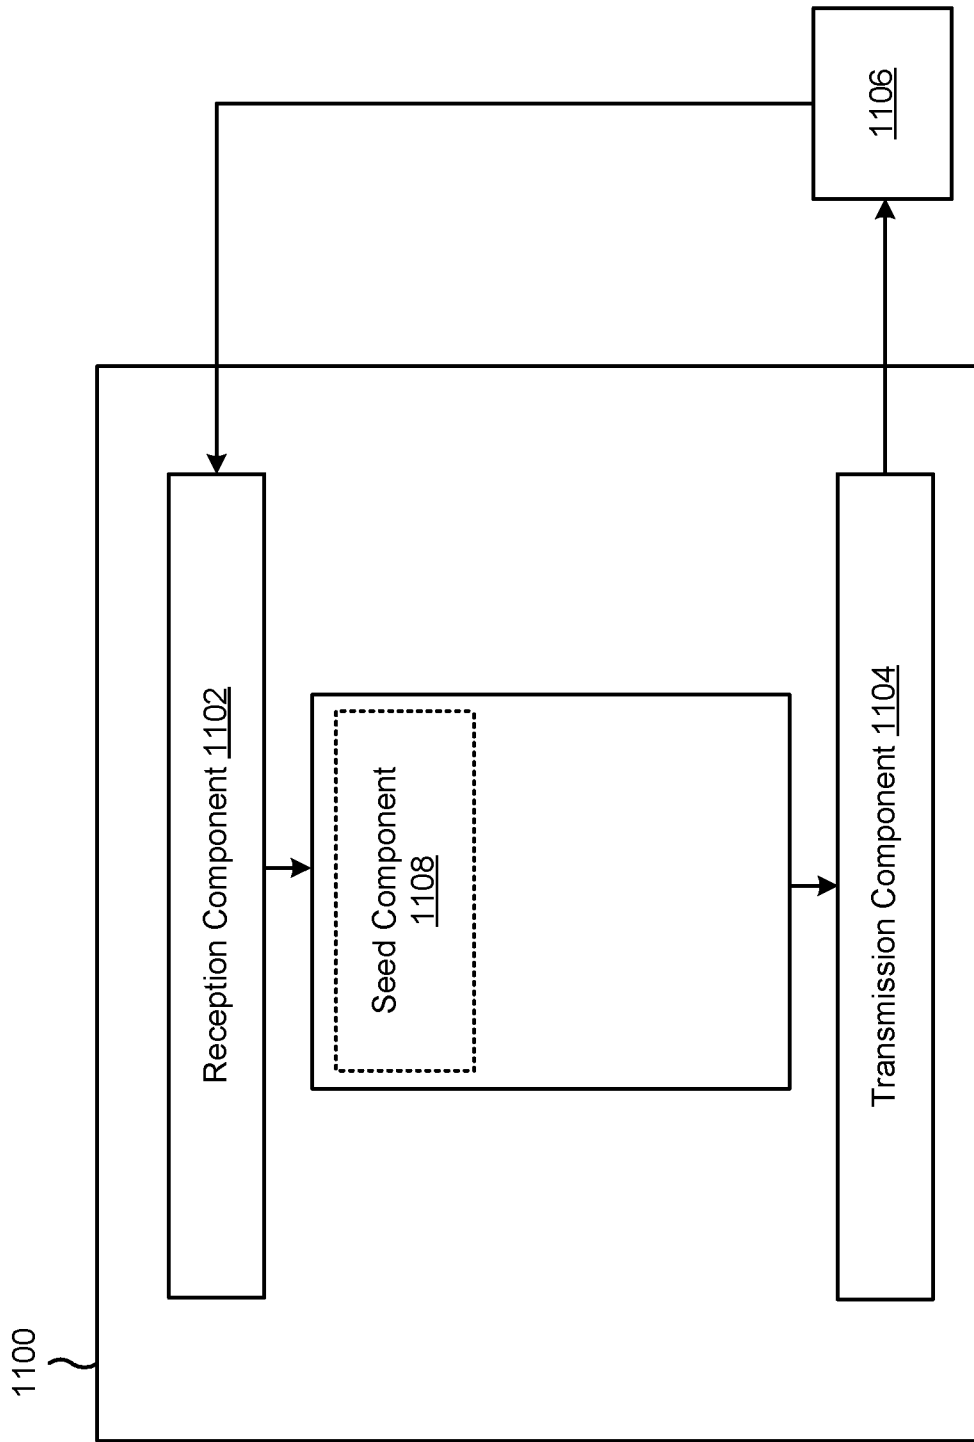 1100
Reception Component 1102
Seed Component
1108
Transmission Component 1104
1106